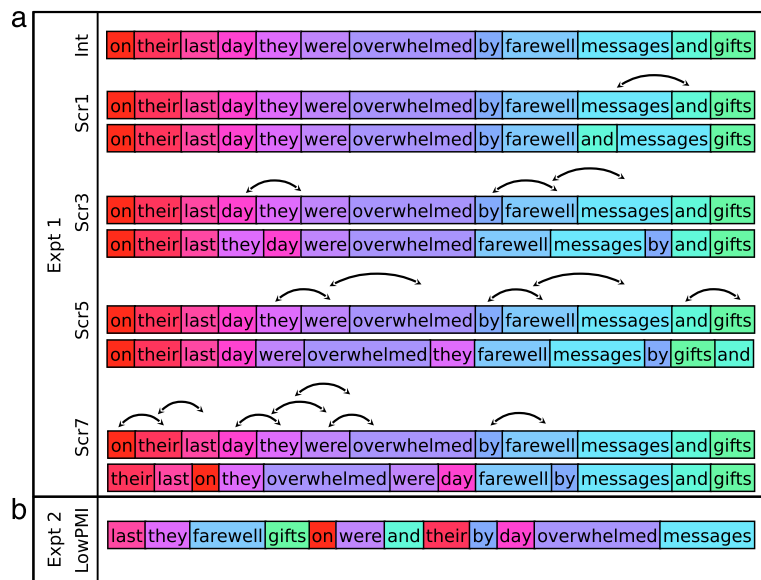 a
Expt 1
Int
on their last day they were overwhelmed by farewell messages and gifts
Scr1
on their last day they were overwhelmed by farewell messages and gifts
on their last day they were overwhelmed by farewell and messages gifts
Scr3
on their last day they were overwhelmed by farewell messages and gifts
on their last they day were overwhelmed farewell messages by and gifts
Scr5
on their last day they were overwhelmed by farewell messages and gifts
on their last day were overwhelmed they farewell messages by gifts and
Scr7
on their last day they were overwhelmed by farewell messages and gifts
their last on they overwhelmed were day farewell by messages and gifts
b
Expt 2
LowPMI
last they farewell gifts on were and their by day overwhelmed messages